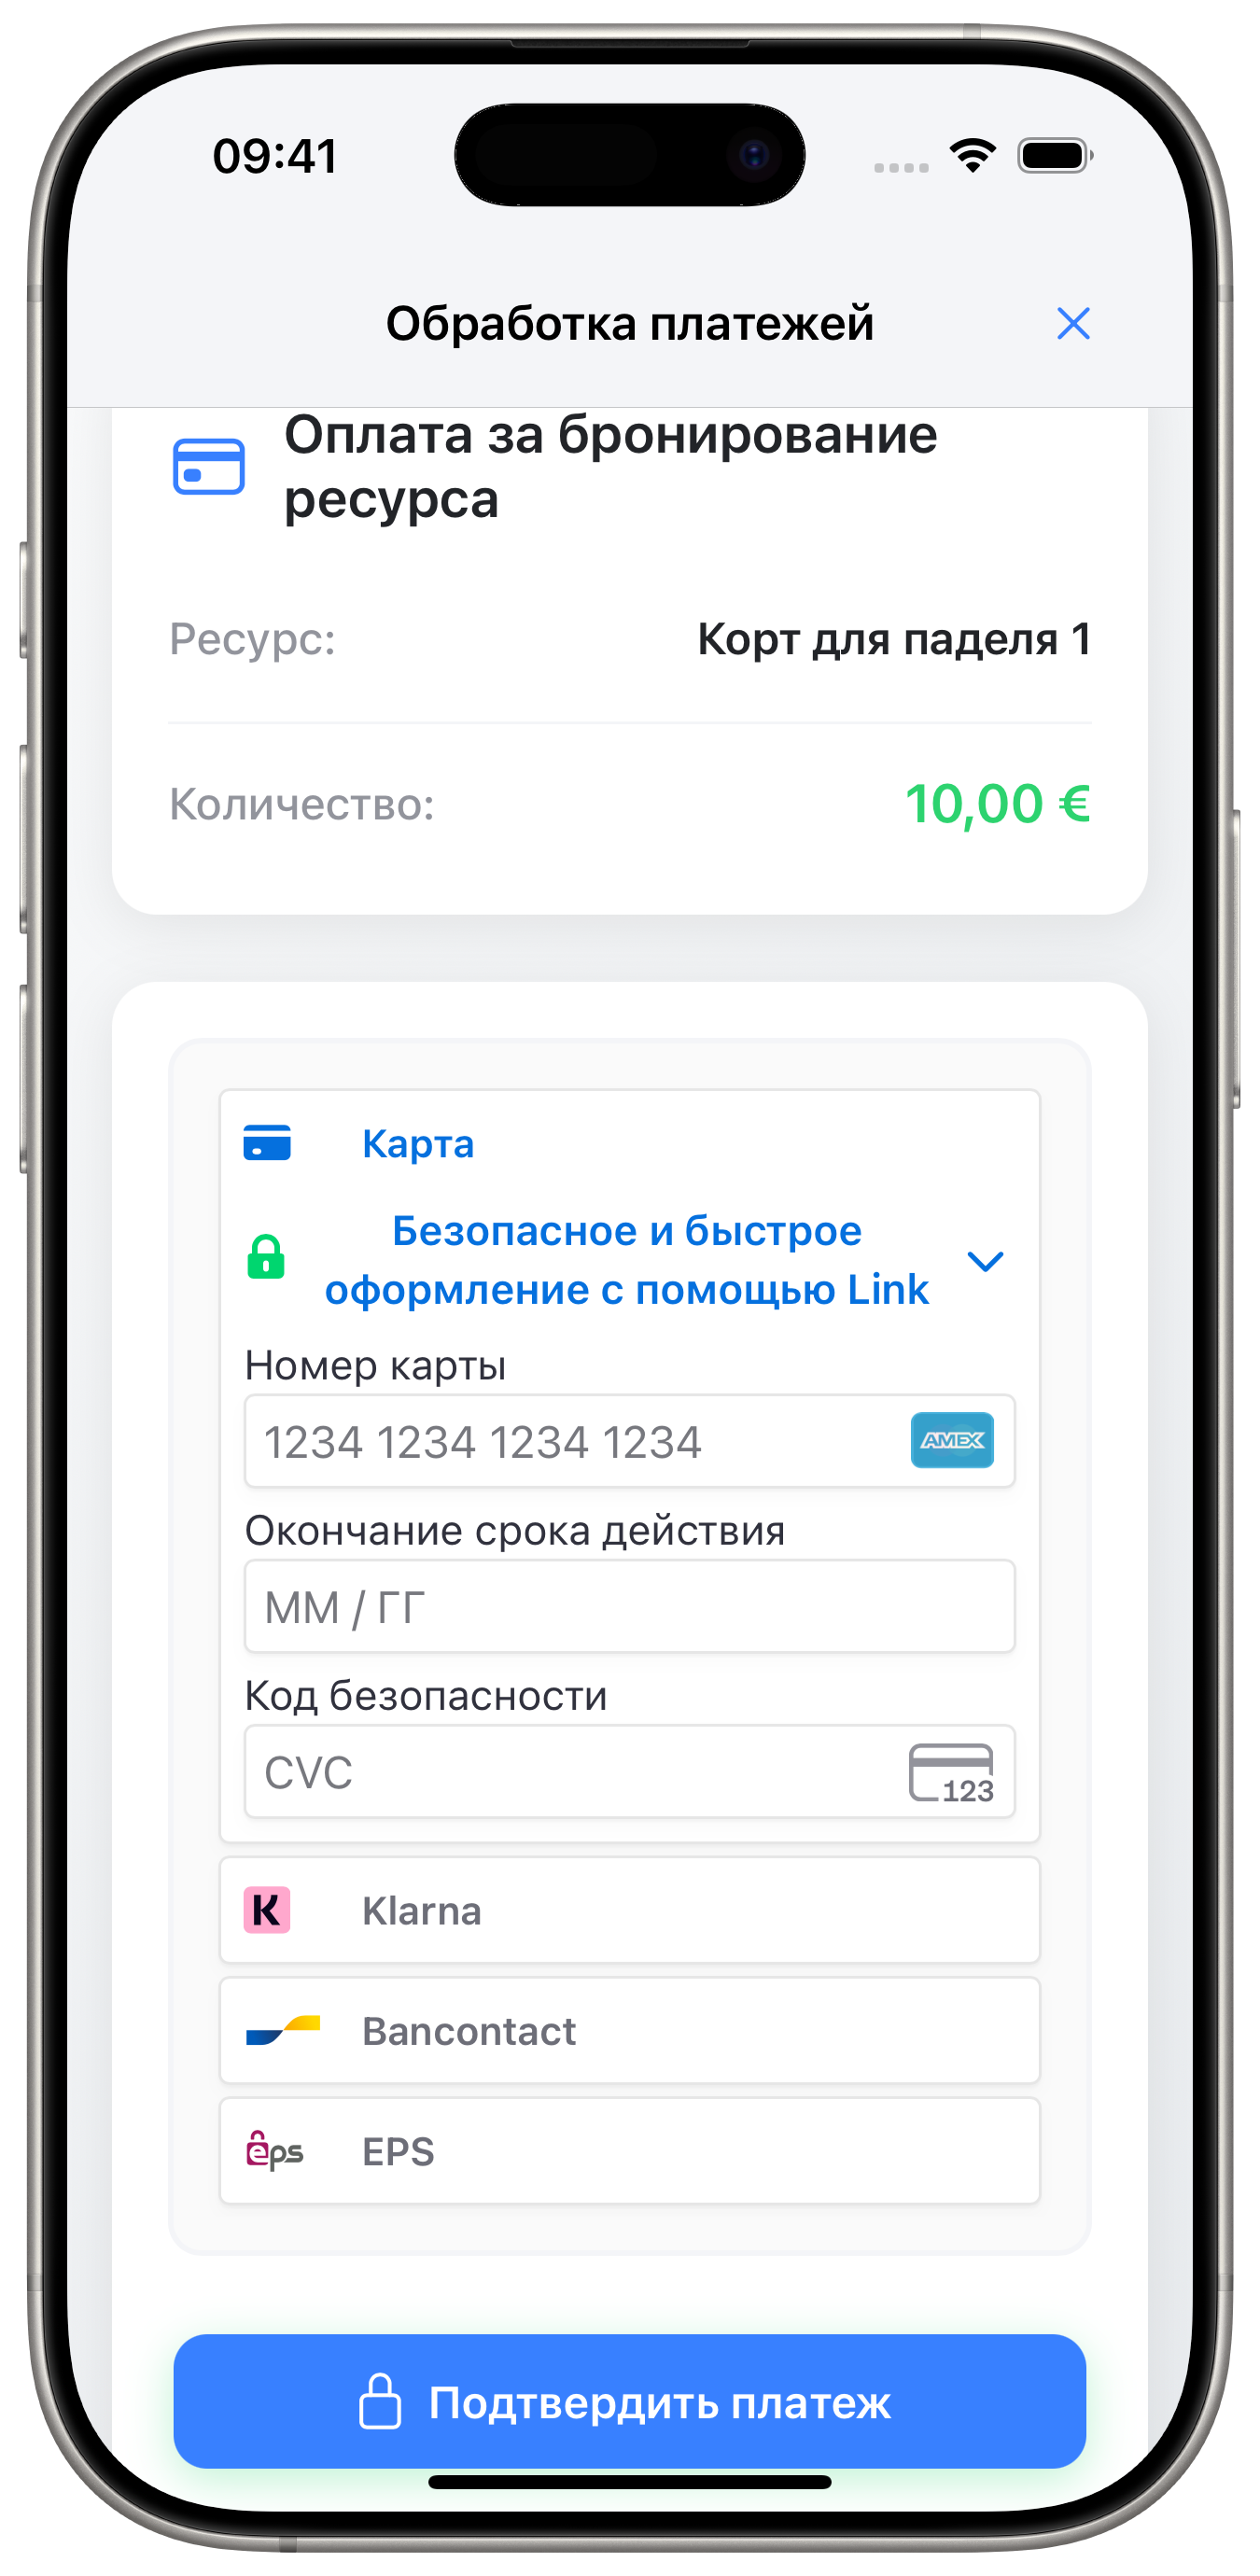 09:41
Обработка платежей
Оплата за бронирование
ресурса
Ресурс: Корт для паделя 1
Количество: 10,00 €
Карта
Безопасное и быстрое
оформление с помощью Link
Номер карты
1234 1234 1234 1234 AMEX
Окончание срока действия
ММ / ГГ
Код безопасности
CVC 123
K Klarna
Bancontact
eps EPS
Подтвердить платеж